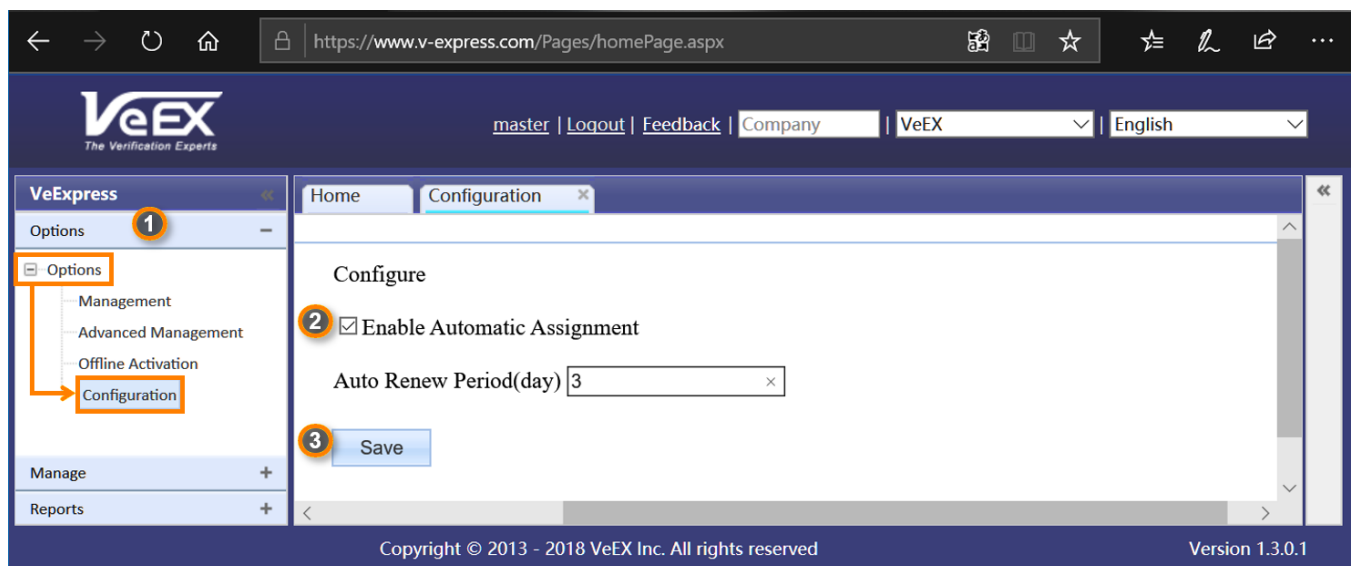 https://www.v-express.com/Pages/homePage.aspx
VeEX
The Verification Experts
master | Logout | Feedback | Company | VeEX | English
VeExpress «
Home
Configuration ×
«
Options 1 −
Options
Management
Advanced Management
Offline Activation
Configuration
Manage +
Reports +
Configure
2 Enable Automatic Assignment
Auto Renew Period(day) 3 ×
3 Save
Copyright © 2013 - 2018 VeEX Inc. All rights reserved
Version 1.3.0.1